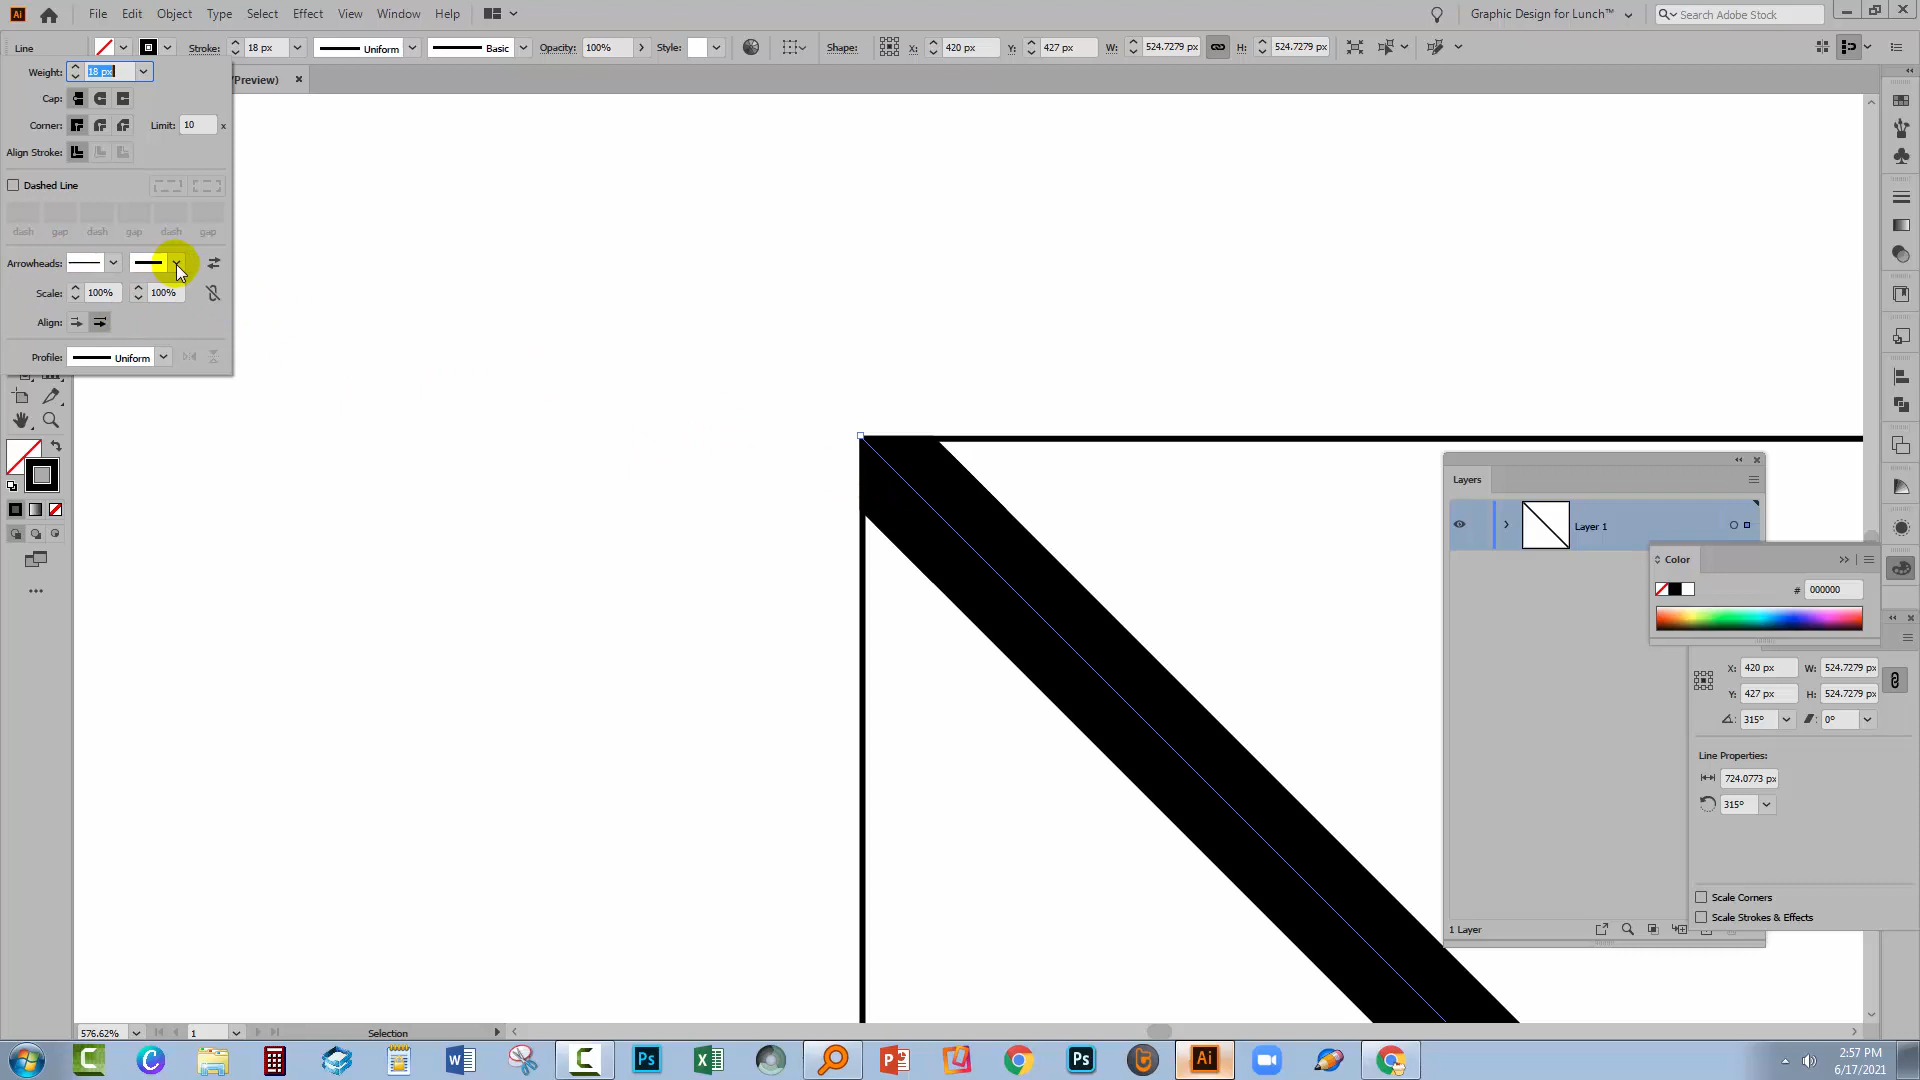 Ai File Edit Object Type Select Effect View Window Help Graphic Design for Lunch™ Search Adobe Stock
Line Stroke: 18 px Uniform Basic Opacity: 100% Style: Shape: X: 420 px Y: 427 px W: 524.7279 px H: 524.7279 px
Weight: 18 px
(Preview) ×
Cap:
Corner: Limit: 10 x
Align Stroke:
Dashed Line
dash gap dash gap dash gap
Arrowheads:
Scale: 100% 100%
Align:
Profile: Uniform
Layers
Layer 1
Color
# 000000
X: 420 px W: 524.7279 px
Y: 427 px H: 524.7279 px
315° 0°
Line Properties:
724.0773 px
315°
Scale Corners
Scale Strokes & Effects
1 Layer
576.62% 1 Selection
2:57 PM
6/17/2021